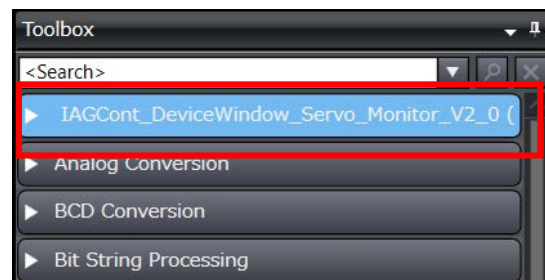 Toolbox
<Search>
IAGCont_DeviceWindow_Servo_Monitor_V2_0 (
Analog Conversion
BCD Conversion
Bit String Processing